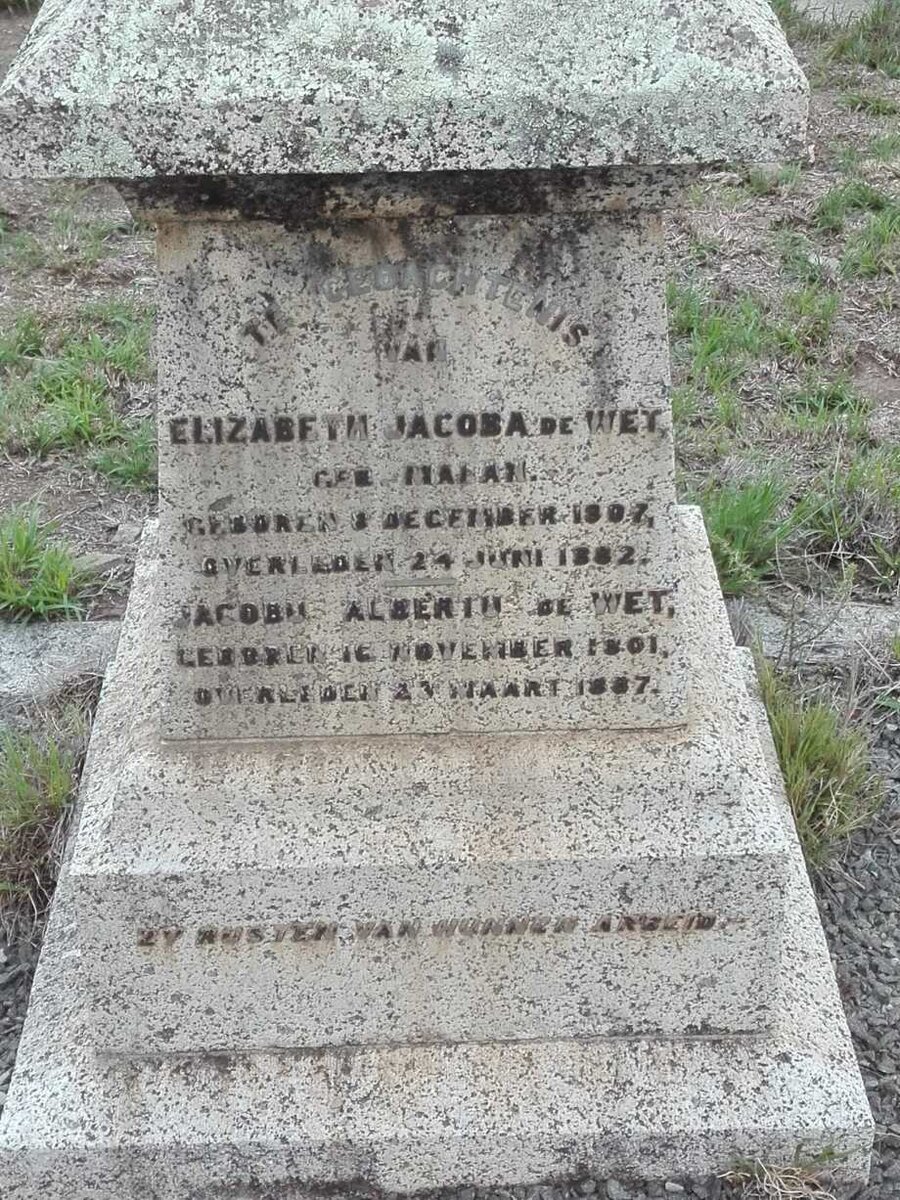 TER GEDACHTENIS
VAN
ELIZABETH JACOBA DE WET,
GEB. MALAN.
GEBOREN 8 DECEMBER 1807,
OVERLEDEN 24 JUNI 1882.
JACOBUS ALBERTUS DE WET,
GEBOREN 16 NOVEMBER 1801,
OVERLEDEN MAART 1887.
ZY RUSTEN VAN HUNNEN ARBEID.